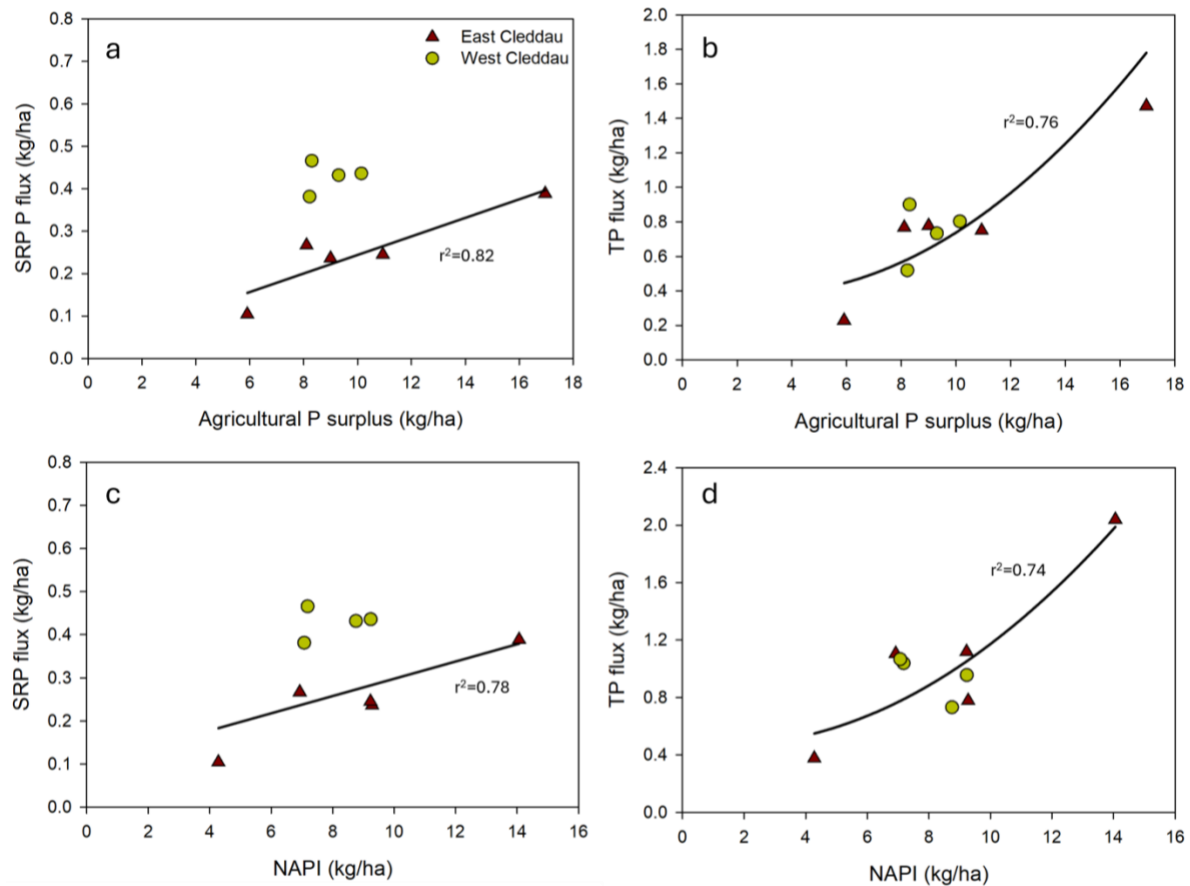 a
East Cleddau
West Cleddau
SRP P flux (kg/ha)
0.8
0.7
0.6
0.5
0.4
0.3
0.2
0.1
0.0
r²=0.82
0 2 4 6 8 10 12 14 16 18
Agricultural P surplus (kg/ha)
b
TP flux (kg/ha)
2.0
1.8
1.6
1.4
1.2
1.0
0.8
0.6
0.4
0.2
0.0
r²=0.76
0 2 4 6 8 10 12 14 16 18
Agricultural P surplus (kg/ha)
c
SRP flux (kg/ha)
0.8
0.7
0.6
0.5
0.4
0.3
0.2
0.1
0.0
r²=0.78
0 2 4 6 8 10 12 14 16
NAPI (kg/ha)
d
TP flux (kg/ha)
2.4
2.0
1.6
1.2
0.8
0.4
0.0
r²=0.74
0 2 4 6 8 10 12 14 16
NAPI (kg/ha)